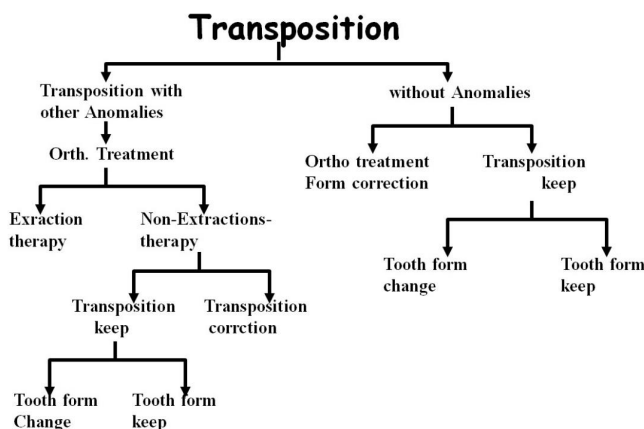 Transposition
Transposition with
other Anomalies
without Anomalies
Orth. Treatment
Ortho treatment
Form correction
Transposition
keep
Exraction
therapy
Non-Extractions-
therapy
Tooth form
change
Tooth form
keep
Transposition
keep
Transposition
corrction
Tooth form
Change
Tooth form
keep